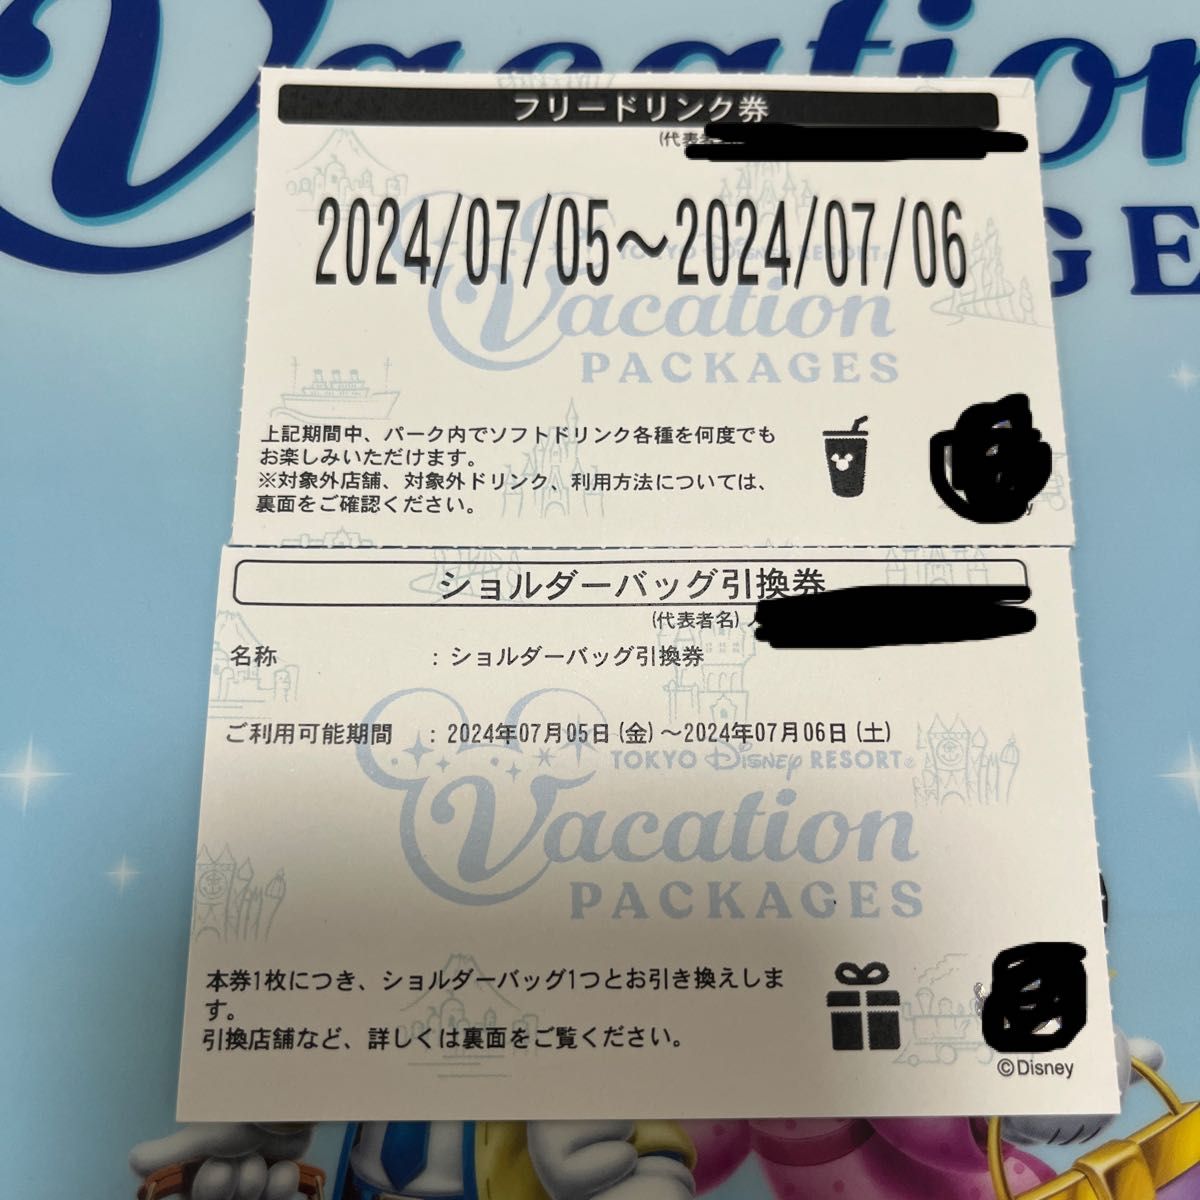 Vacation
PACKAGES
フリードリンク券
(代表者名
2024/07/05～2024/07/06
TOKYO Disney RESORT®
Vacation
PACKAGES
上記期間中、パーク内でソフトドリンク各種を何度でも
お楽しみいただけます。
※対象外店舗、対象外ドリンク、利用方法については、
裏面をご確認ください。
ショルダーバッグ引換券
(代表者名)
名称 : ショルダーバッグ引換券
ご利用可能期間 : 2024年07月05日(金)～2024年07月06日(土)
TOKYO Disney RESORT®
Vacation
PACKAGES
本券1枚につき、ショルダーバッグ1つとお引き換えしま
す。
引換店舗など、詳しくは裏面をご覧ください。
©Disney